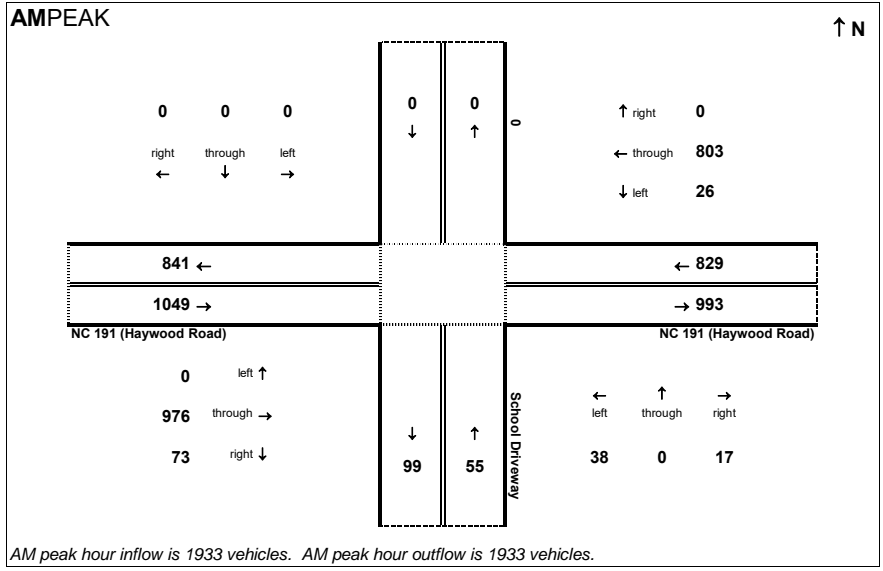 AMPEAK
↑ N
0 0 0
right through left
← ↓ →
0 0
↓ ↑
0
↑ right 0
← through 803
↓ left 26
841 ←
1049 →
← 829
→ 993
NC 191 (Haywood Road)
NC 191 (Haywood Road)
0 left ↑
976 through →
73 right ↓
↓ ↑
99 55
School Driveway
← ↑ →
left through right
38 0 17
AM peak hour inflow is 1933 vehicles. AM peak hour outflow is 1933 vehicles.